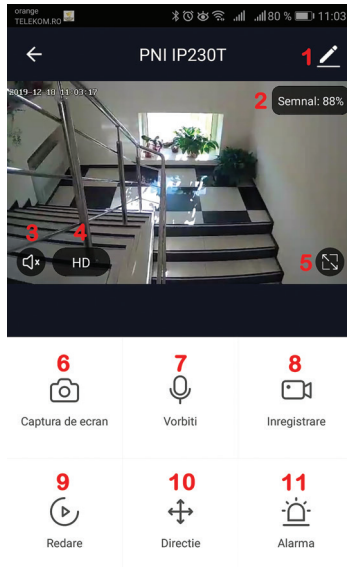 orange
TELEKOM.RO
80 % 11:03
PNI IP230T
1
2019-12-18 11:03:17
2
Semnal: 88%
3
4
HD
5
6
7
8
Captura de ecran
Vorbiti
Inregistrare
9
10
11
Redare
Directie
Alarma